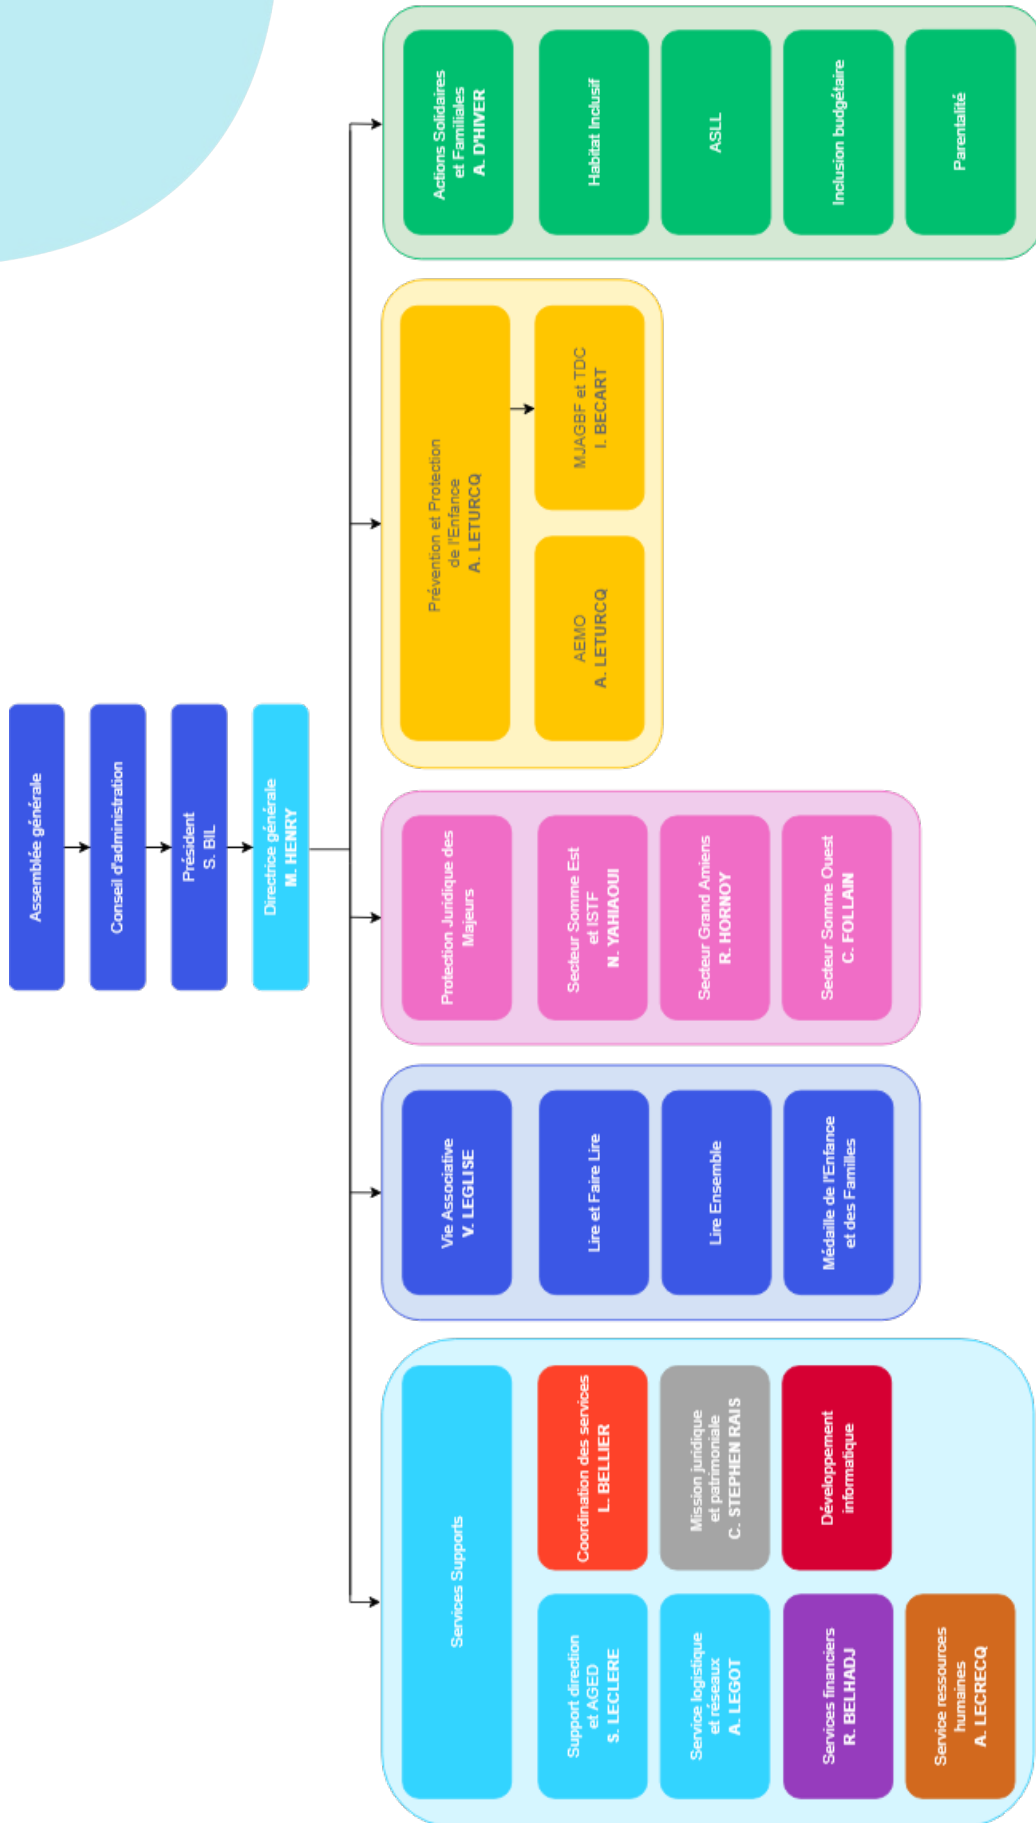 Assemblée générale
Conseil d'administration
Président
S. BIL
Directrice générale
M. HENRY
Services Supports
Support direction
et AGED
S. LECLERE
Coordination des services
L. BELLIER
Service logistique
et réseaux
A. LEGOT
Mission juridique
et patrimoniale
C. STEPHEN RAIS
Services financiers
R. BELHADJ
Développement
informatique
Service ressources
humaines
A. LECRECQ
Vie Associative
V. LEGLISE
Lire et Faire Lire
Lire Ensemble
Médaille de l'Enfance
et des Familles
Protection Juridique des
Majeurs
Secteur Somme Est
et ISTF
N. YAHIAOUI
Secteur Grand Amiens
R. HORNOY
Secteur Somme Ouest
C. FOLLAIN
Prévention et Protection
de l'Enfance
A. LETURCQ
AEMO
A. LETURCQ
MJAGBF et TDC
I. BECART
Actions Solidaires
et Familiales
A. D'HIVER
Habitat Inclusif
ASLL
Inclusion budgétaire
Parentalité